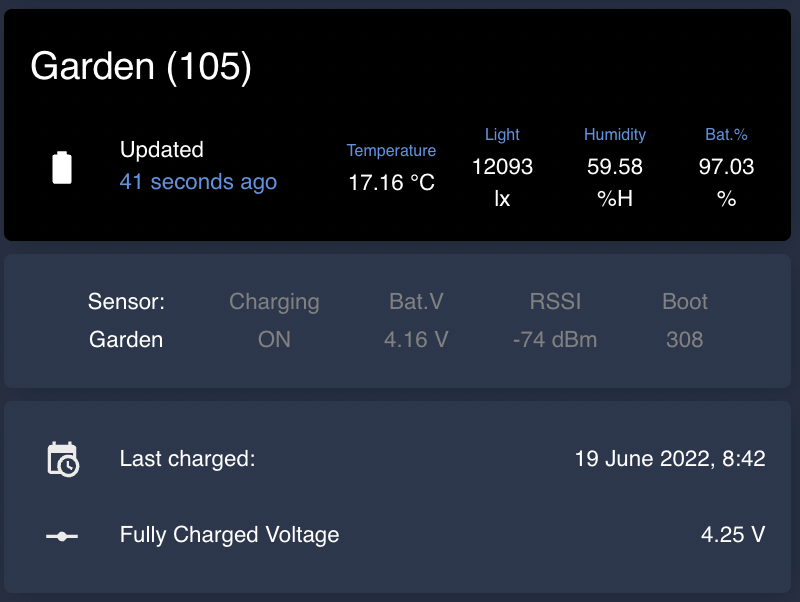 Garden (105)
Updated
41 seconds ago
Temperature
17.16 °C
Light
12093
lx
Humidity
59.58
%H
Bat.%
97.03
%
Sensor: Charging Bat.V RSSI Boot
Garden ON 4.16 V -74 dBm 308
Last charged: 19 June 2022, 8:42
Fully Charged Voltage 4.25 V